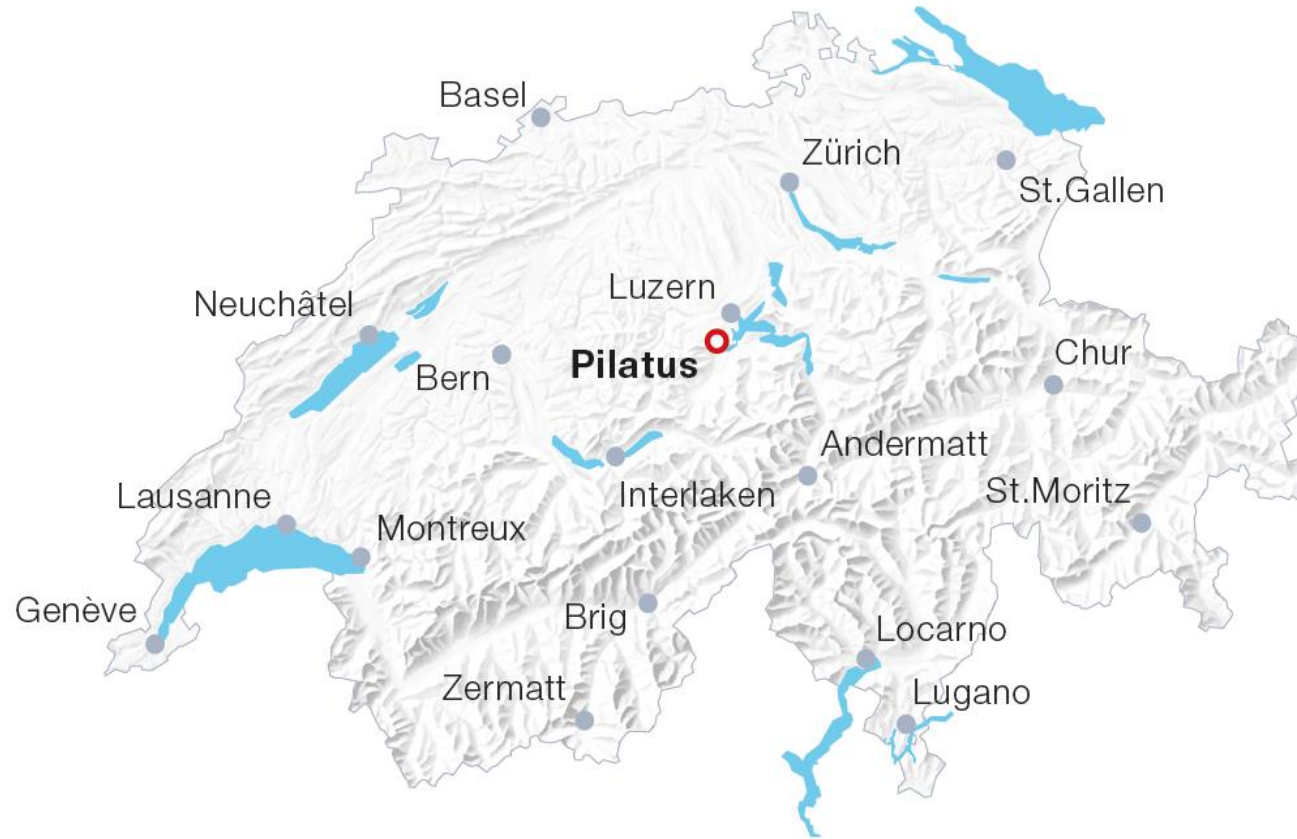 Basel
Zürich
St.Gallen
Luzern
Neuchâtel
Pilatus
Bern
Chur
Andermatt
Interlaken
St.Moritz
Lausanne
Montreux
Genève
Brig
Locarno
Zermatt
Lugano